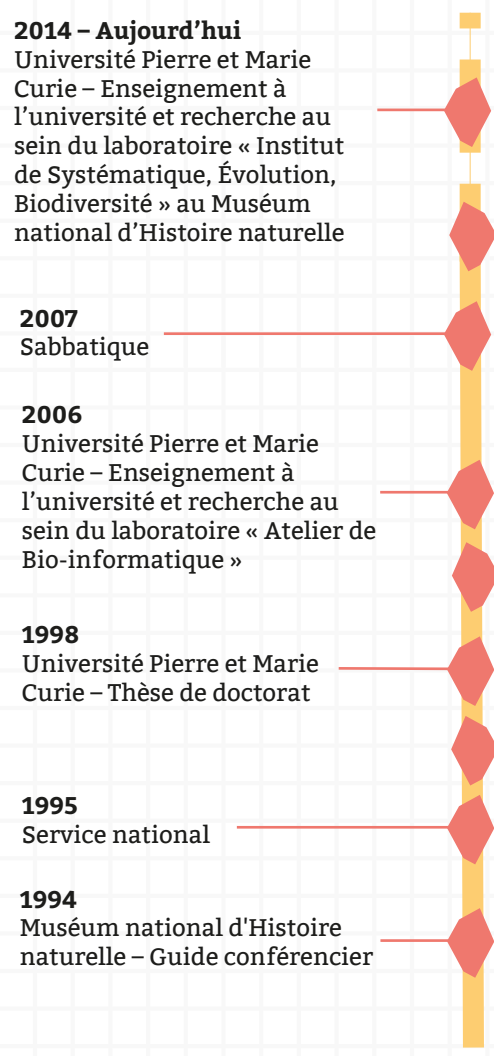 2014 – Aujourd’hui
Université Pierre et Marie
Curie – Enseignement à
l’université et recherche au
sein du laboratoire « Institut
de Systématique, Évolution,
Biodiversité » au Muséum
national d’Histoire naturelle
2007
Sabbatique
2006
Université Pierre et Marie
Curie – Enseignement à
l’université et recherche au
sein du laboratoire « Atelier de
Bio-informatique »
1998
Université Pierre et Marie
Curie – Thèse de doctorat
1995
Service national
1994
Muséum national d'Histoire
naturelle – Guide conférencier